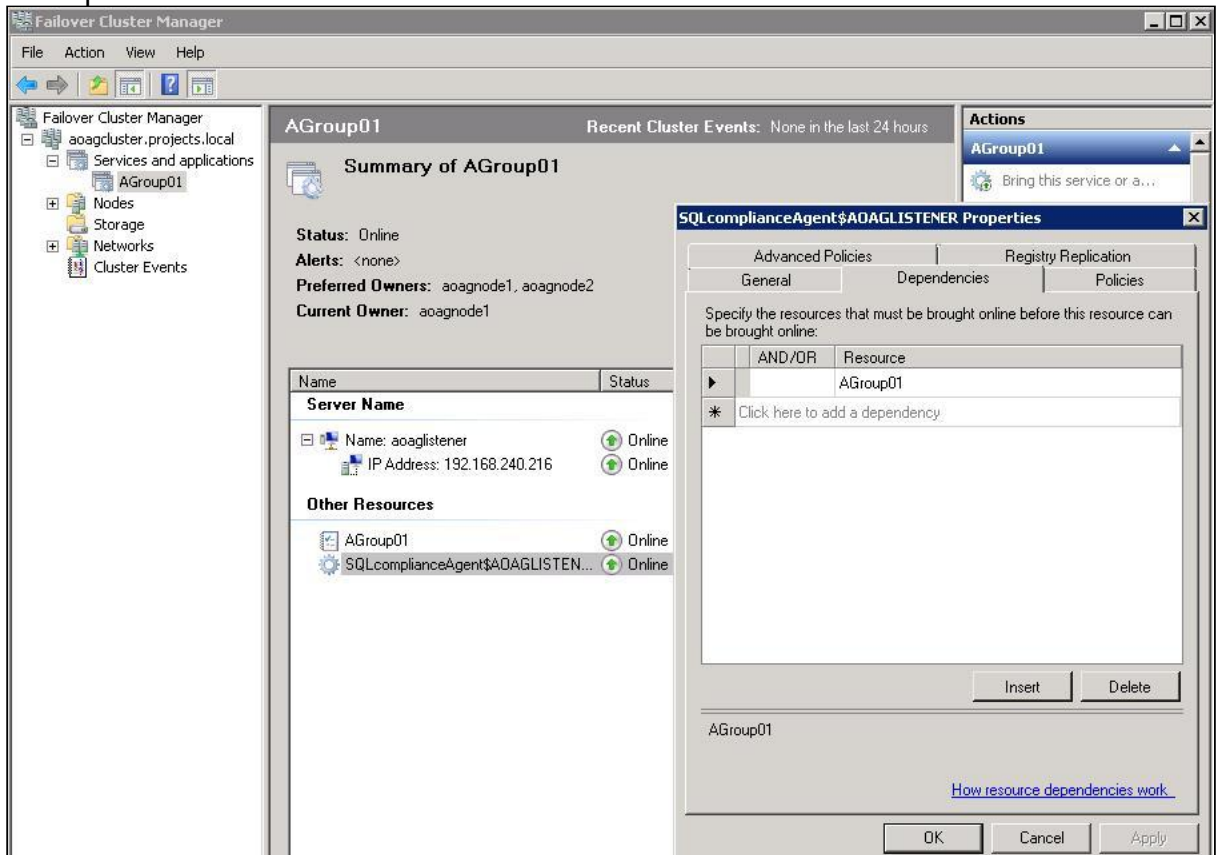 Failover Cluster Manager
File Action View Help
Failover Cluster Manager
aoagcluster.projects.local
Services and applications
AGroup01
Nodes
Storage
Networks
Cluster Events
AGroup01 Recent Cluster Events: None in the last 24 hours
Summary of AGroup01
Status: Online
Alerts: <none>
Preferred Owners: aoagnode1, aoagnode2
Current Owner: aoagnode1
Name Status
Server Name
Name: aoaglistener Online
IP Address: 192.168.240.216 Online
Other Resources
AGroup01 Online
SQLcomplianceAgent$AOAGLISTEN... Online
Actions
AGroup01
Bring this service or a...
SQLcomplianceAgent$AOAGLISTENER Properties
Advanced Policies Registry Replication
General Dependencies Policies
Specify the resources that must be brought online before this resource can
be brought online:
AND/OR Resource
AGroup01
Click here to add a dependency
Insert Delete
AGroup01
How resource dependencies work
OK Cancel Apply